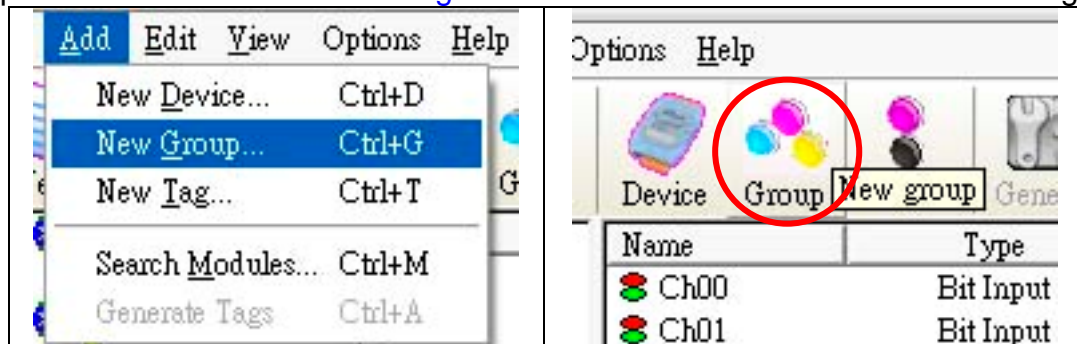 Add Edit View Options Help
New Device... Ctrl+D
New Group... Ctrl+G
New Tag... Ctrl+T
Search Modules... Ctrl+M
Generate Tags Ctrl+A
Options Help
Device Group New group
Name Type
Ch00 Bit Input
Ch01 Bit Input